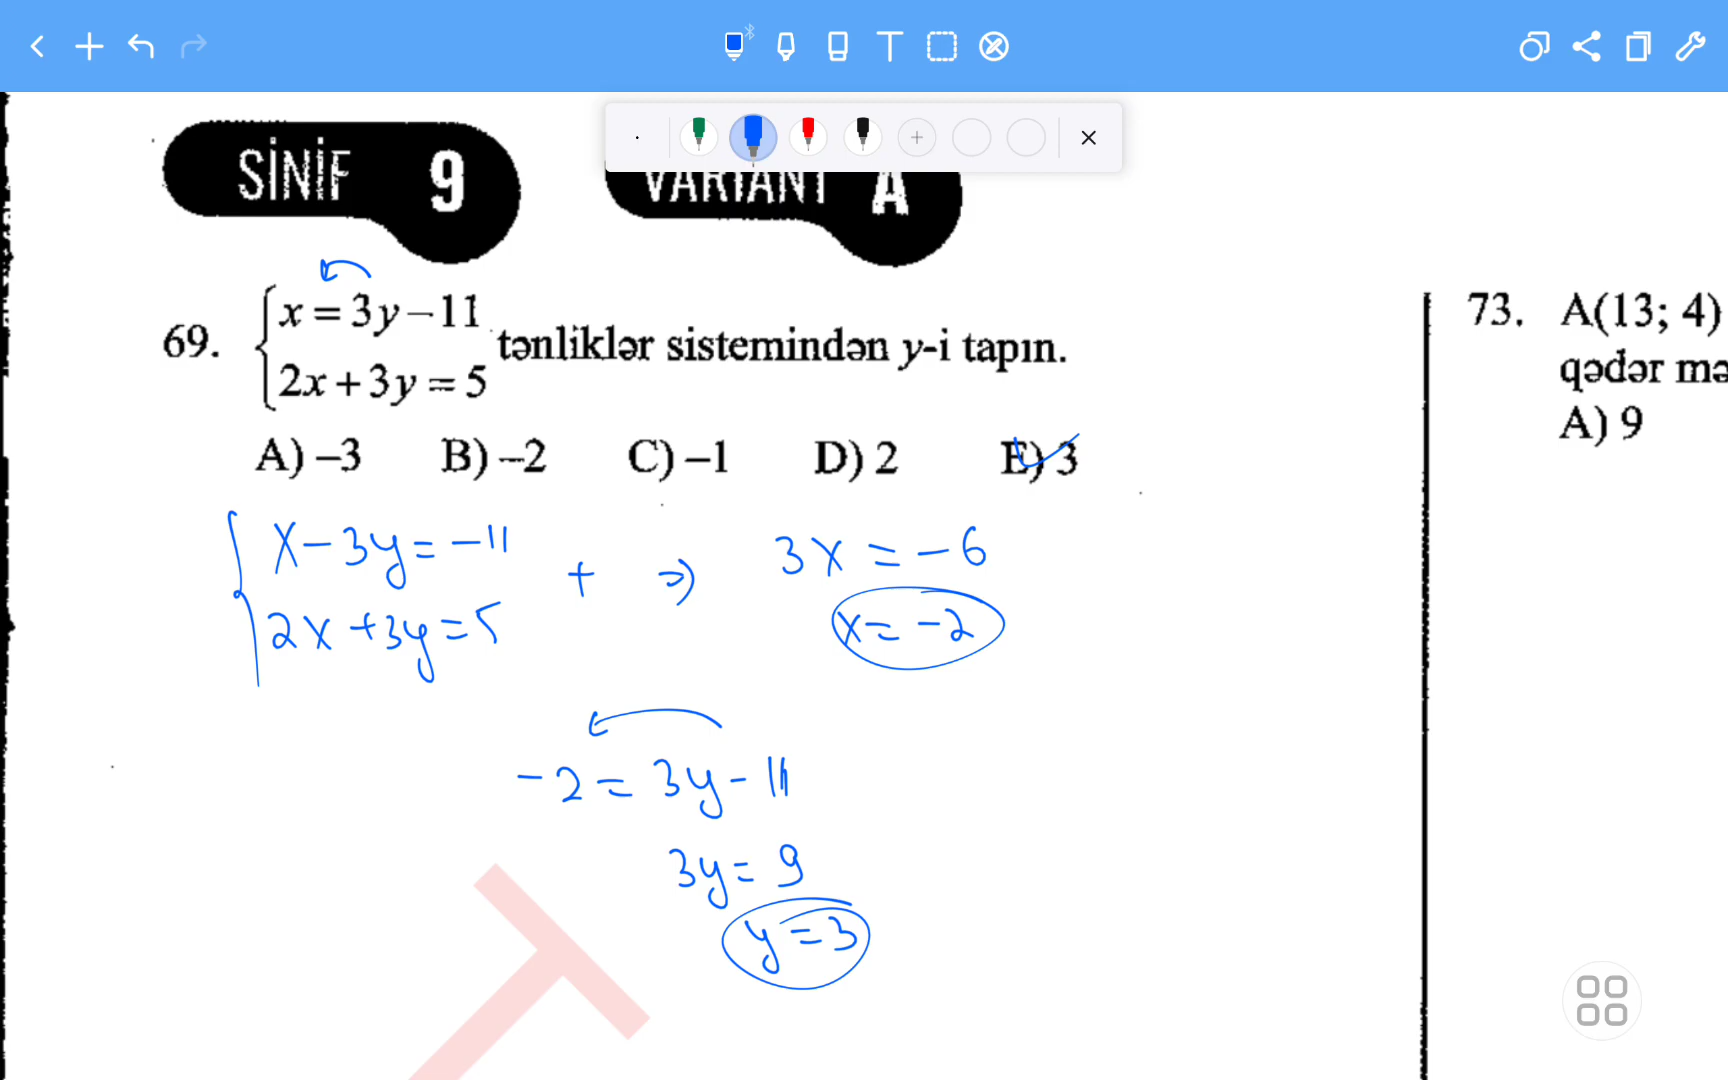 SİNİF 9
VARIANT A
69. { x = 3y – 11
2x + 3y = 5 tənliklər sistemindən y-i tapın.
A) –3 B) –2 C) –1 D) 2 E) 3
x – 3y = –11
2x + 3y = 5
+ ⇒
3x = –6
x = –2
–2 = 3y – 11
3y = 9
y = 3
73. A(13; 4)
qədər mə
A) 9
T